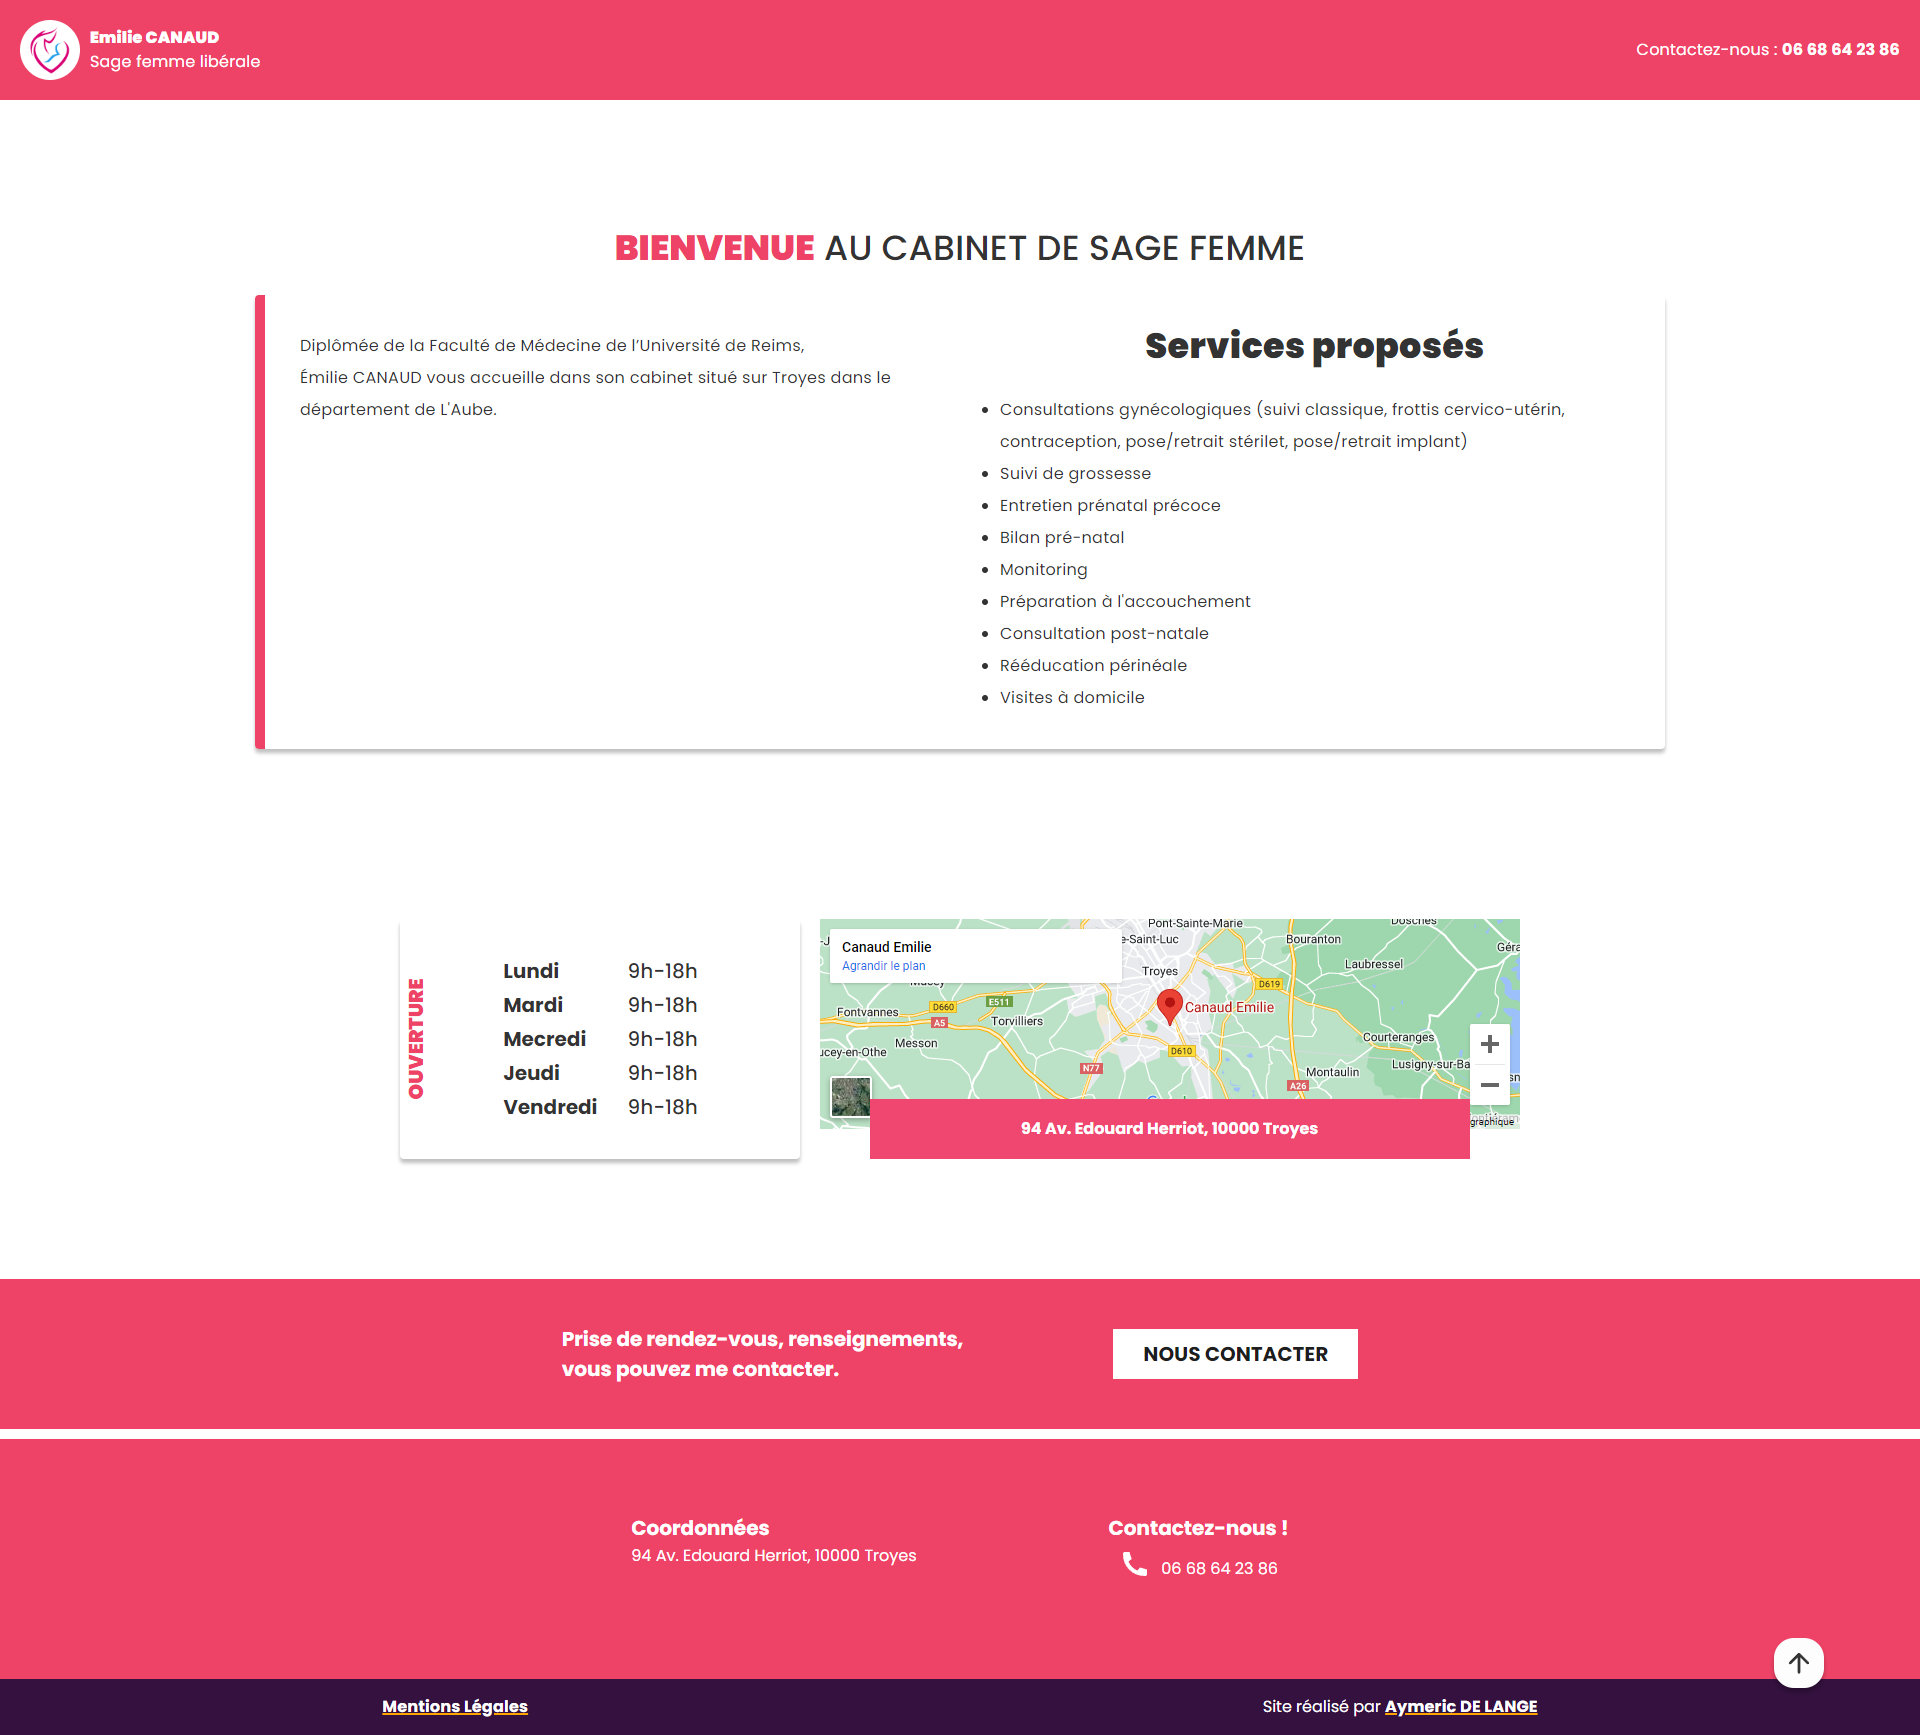 Emilie CANAUD
Sage femme libérale
Contactez-nous : 06 68 64 23 86
BIENVENUE AU CABINET DE SAGE FEMME
Diplômée de la Faculté de Médecine de l’Université de Reims,
Émilie CANAUD vous accueille dans son cabinet situé sur Troyes dans le
département de L'Aube.
Services proposés
Consultations gynécologiques (suivi classique, frottis cervico-utérin,
contraception, pose/retrait stérilet, pose/retrait implant)
Suivi de grossesse
Entretien prénatal précoce
Bilan pré-natal
Monitoring
Préparation à l'accouchement
Consultation post-natale
Rééducation périnéale
Visites à domicile
OUVERTURE
Lundi 9h-18h
Mardi 9h-18h
Mecredi 9h-18h
Jeudi 9h-18h
Vendredi 9h-18h
Canaud Emilie
Agrandir le plan
Pont-Sainte-Marie
Dosches
e-Saint-Luc
Bouranton
Géra
Laubressel
Troyes
D619
Fontvannes
D660
E511
A5
Torvilliers
Canaud Emilie
Messon
ucey-en-Othe
D610
Courteranges
N77
Lusigny-sur-Ba
Montaulin
A26
graphique
94 Av. Edouard Herriot, 10000 Troyes
Prise de rendez-vous, renseignements,
vous pouvez me contacter.
NOUS CONTACTER
Coordonnées
94 Av. Edouard Herriot, 10000 Troyes
Contactez-nous !
06 68 64 23 86
Mentions Légales
Site réalisé par Aymeric DE LANGE